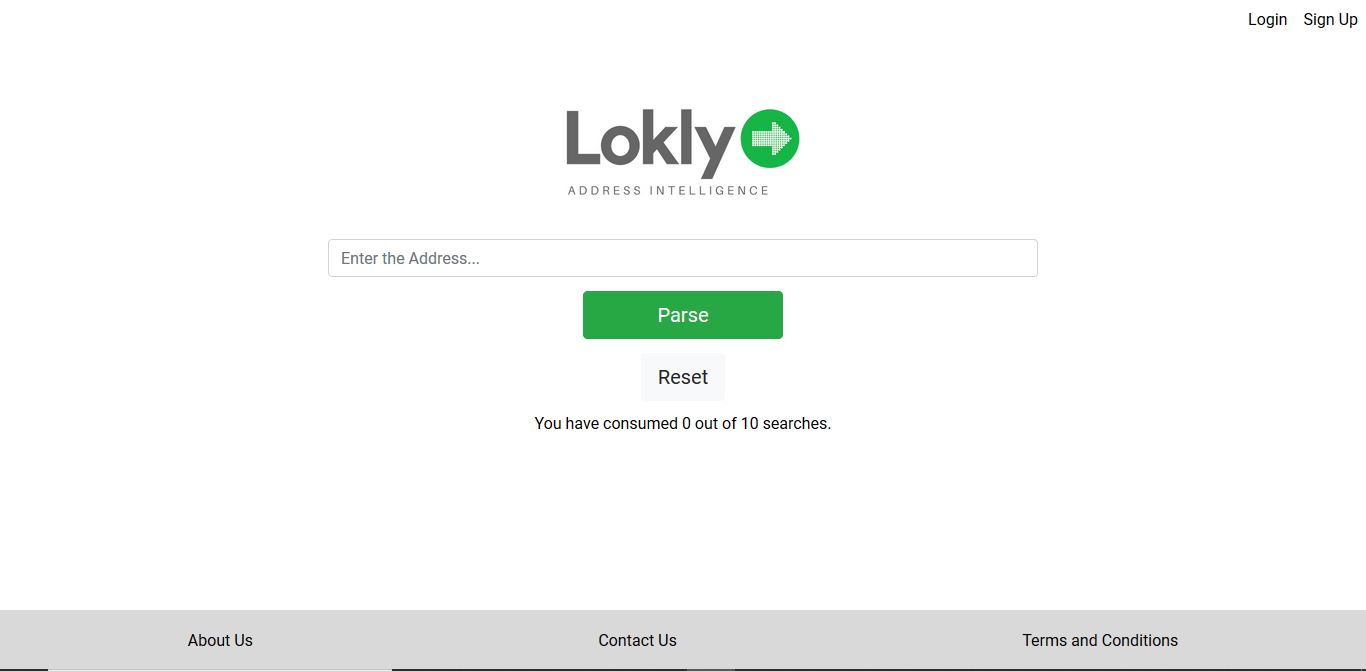 Login Sign Up
Lokly
ADDRESS INTELLIGENCE
Enter the Address...
Parse
Reset
You have consumed 0 out of 10 searches.
About Us Contact Us Terms and Conditions